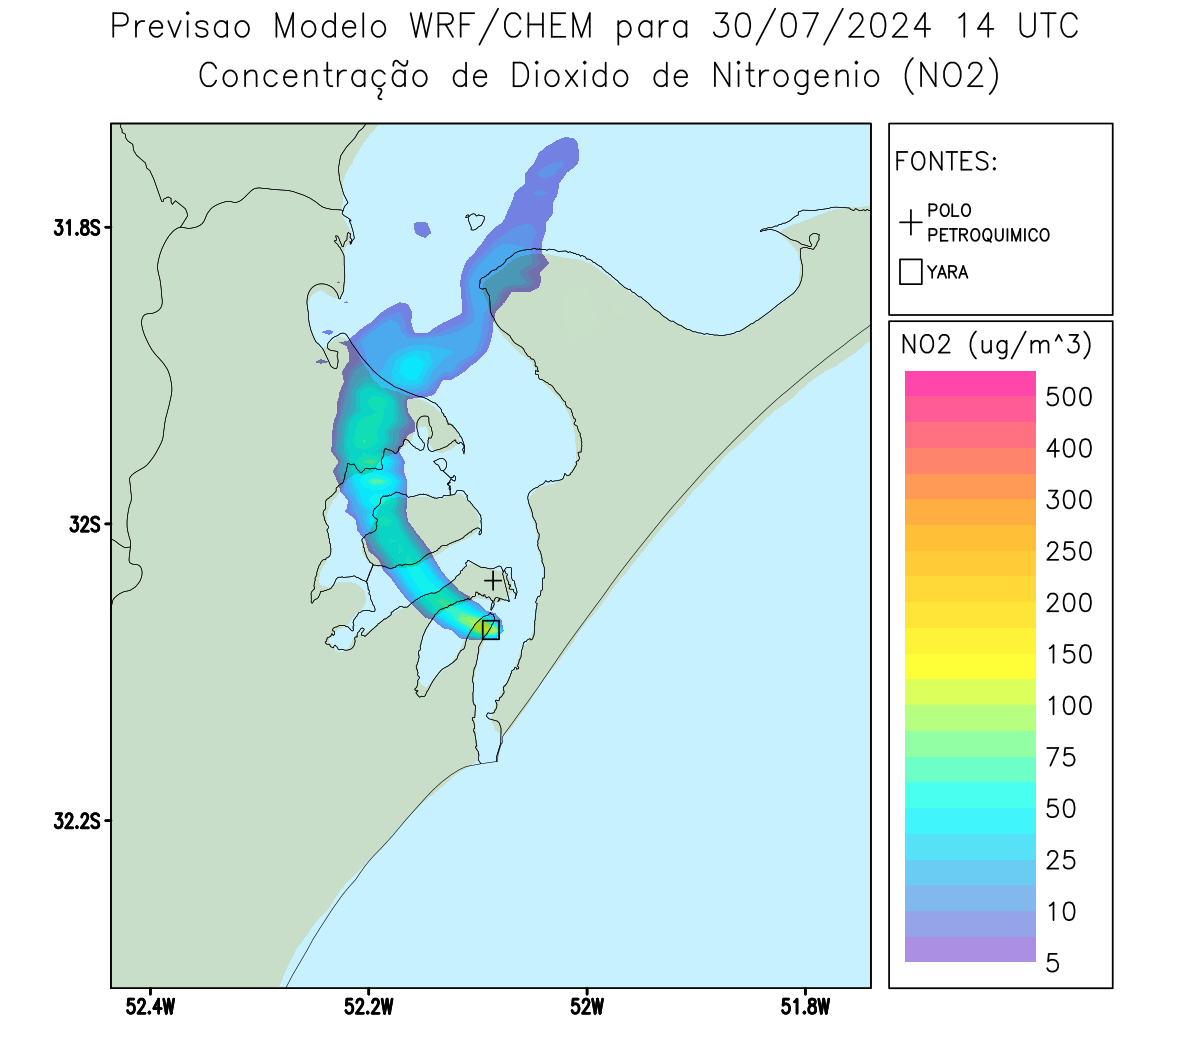 Previsao Modelo WRF/CHEM para 30/07/2024 14 UTC
Concentração de Dioxido de Nitrogenio (NO2)
FONTES:
POLO
PETROQUIMICO
YARA
NO2 (ug/m^3)
500
400
300
250
200
150
100
75
50
25
10
5
31.8S
32S
32.2S
52.4W
52.2W
52W
51.8W